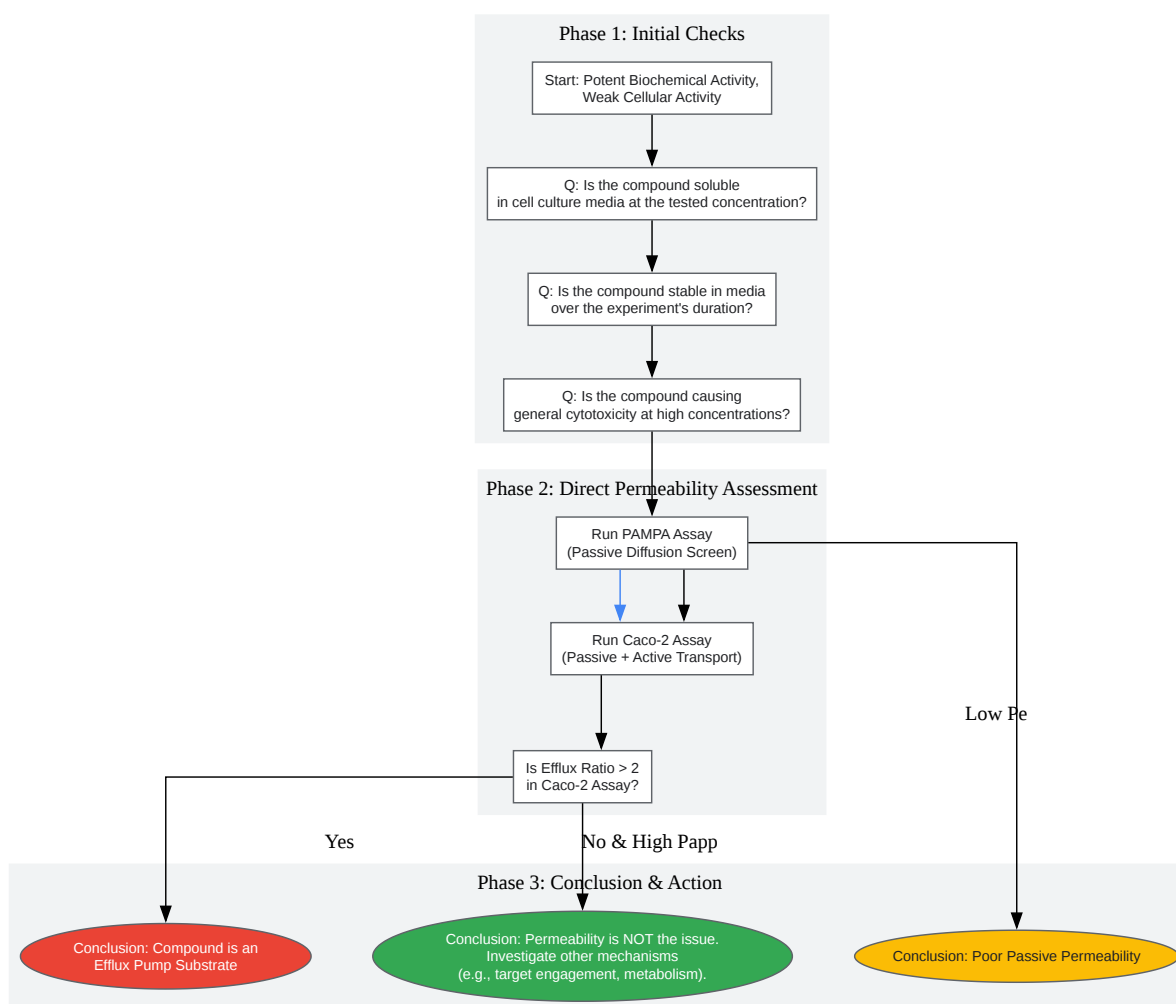 Phase 1: Initial Checks
Start: Potent Biochemical Activity,
Weak Cellular Activity
Q: Is the compound soluble
in cell culture media at the tested concentration?
Q: Is the compound stable in media
over the experiment's duration?
Q: Is the compound causing
general cytotoxicity at high concentrations?
Phase 2: Direct Permeability Assessment
Run PAMPA Assay
(Passive Diffusion Screen)
Run Caco-2 Assay
(Passive + Active Transport)
Low Pe
Is Efflux Ratio > 2
in Caco-2 Assay?
Yes
No & High Papp
Phase 3: Conclusion & Action
Conclusion: Compound is an
Efflux Pump Substrate
Conclusion: Permeability is NOT the issue.
Investigate other mechanisms
(e.g., target engagement, metabolism).
Conclusion: Poor Passive Permeability